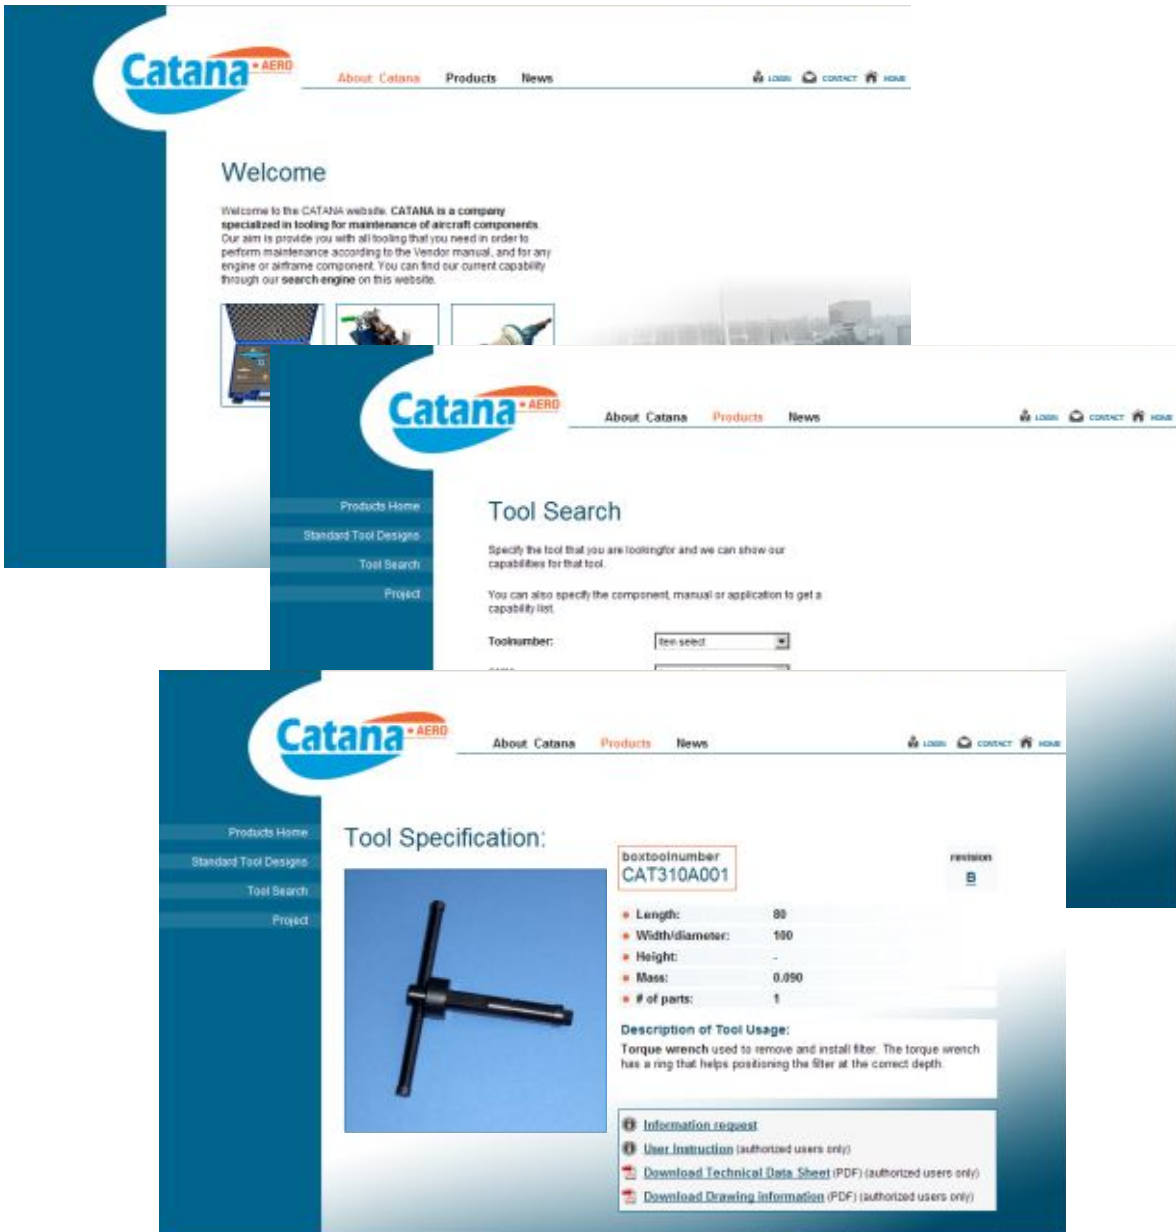 Catana • AERO
About Catana Products News
LOGIN CONTACT HOME
Welcome
Welcome to the CATANA website. CATANA is a company
specialized in tooling for maintenance of aircraft components.
Our aim is provide you with all tooling that you need in order to
perform maintenance according to the Vendor manual, and for any
engine or airframe component. You can find our current capability
through our search engine on this website.
Catana • AERO
About Catana Products News
LOGIN CONTACT HOME
Products Home
Standard Tool Designs
Tool Search
Project
Tool Search
Specify the tool that you are lookingfor and we can show our
capabilities for that tool.
You can also specify the component, manual or application to get a
capability list.
Toolnumber: Item select
Catana • AERO
About Catana Products News
LOGIN CONTACT HOME
Products Home
Standard Tool Designs
Tool Search
Project
Tool Specification:
boxtoolnumber
CAT310A001
revision
B
Length: 80
Width/diameter: 100
Height: -
Mass: 0.090
# of parts: 1
Description of Tool Usage:
Torque wrench used to remove and install filter. The torque wrench
has a ring that helps positioning the filter at the correct depth.
Information request
User Instruction (authorized users only)
Download Technical Data Sheet (PDF) (authorized users only)
Download Drawing information (PDF) (authorized users only)